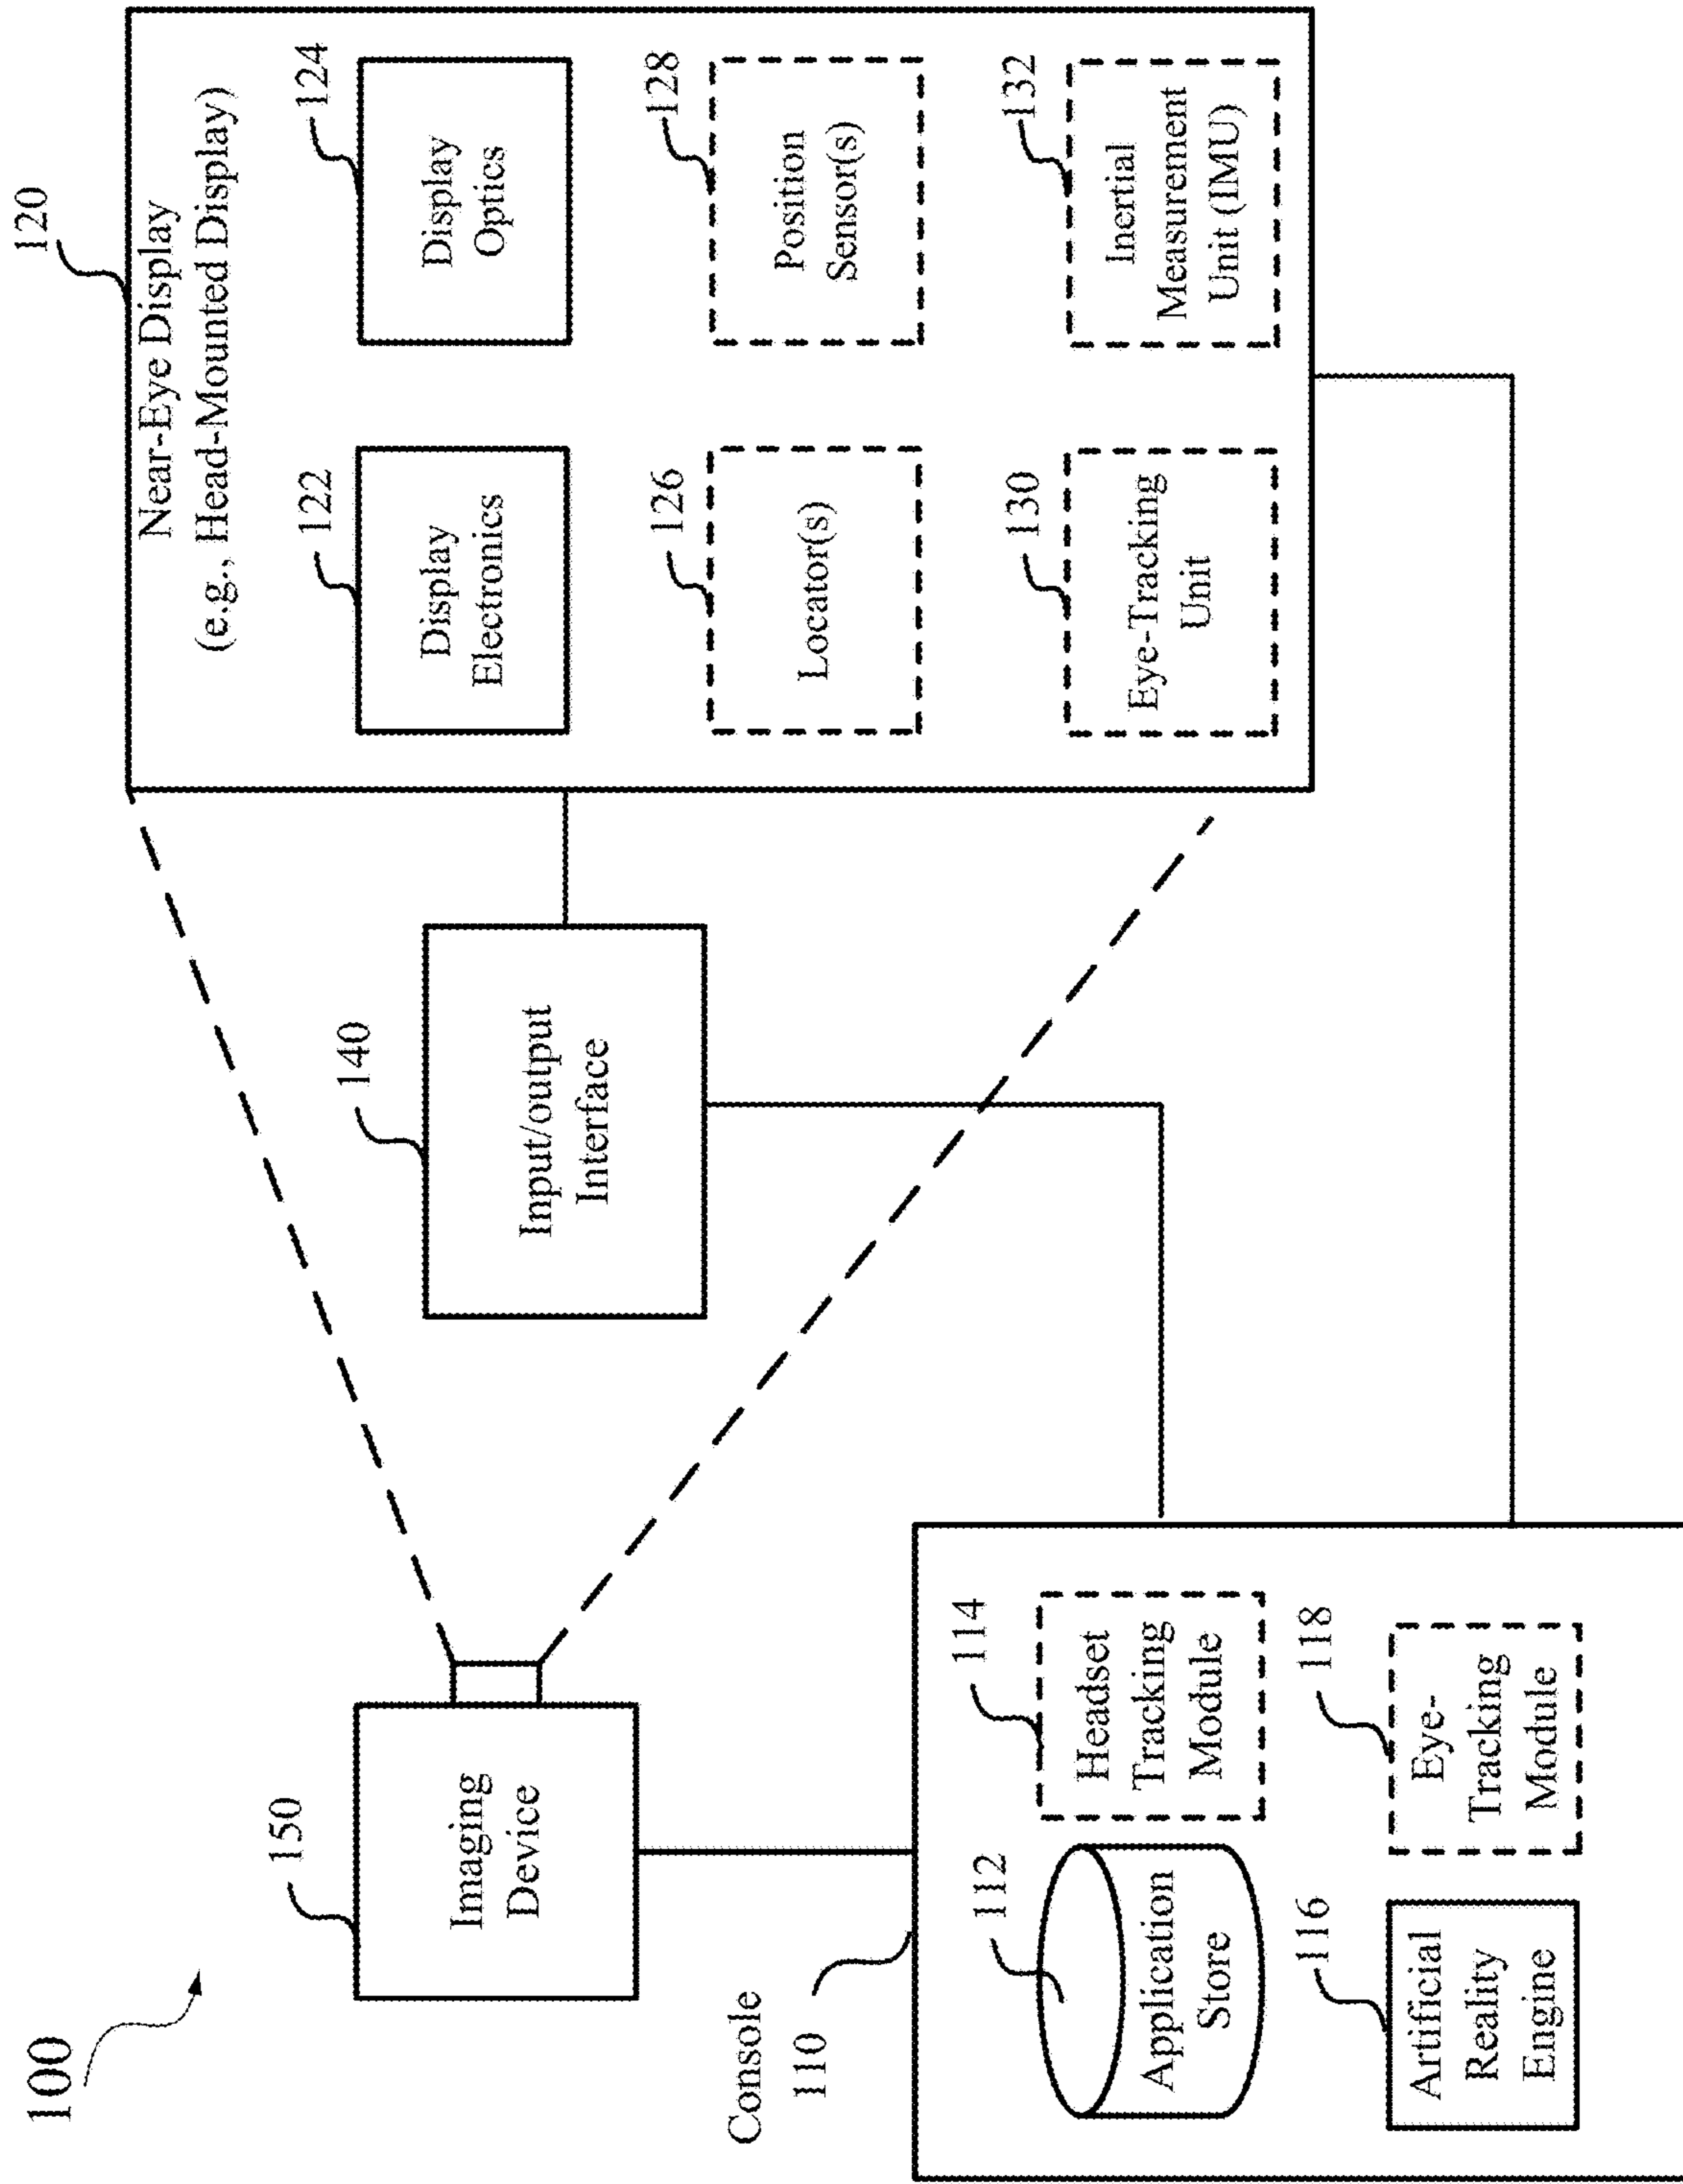 100
150
Imaging
Device
140
Input/output
Interface
120
Near-Eye Display
(e.g., Head-Mounted Display)
122
Display
Electronics
124
Display
Optics
126
Locator(s)
128
Position
Sensor(s)
130
Eye-Tracking
Unit
132
Inertial
Measurement
Unit (IMU)
Console
110
112
Application
Store
114
Headset
Tracking
Module
116
Artificial
Reality
Engine
118
Eye-
Tracking
Module